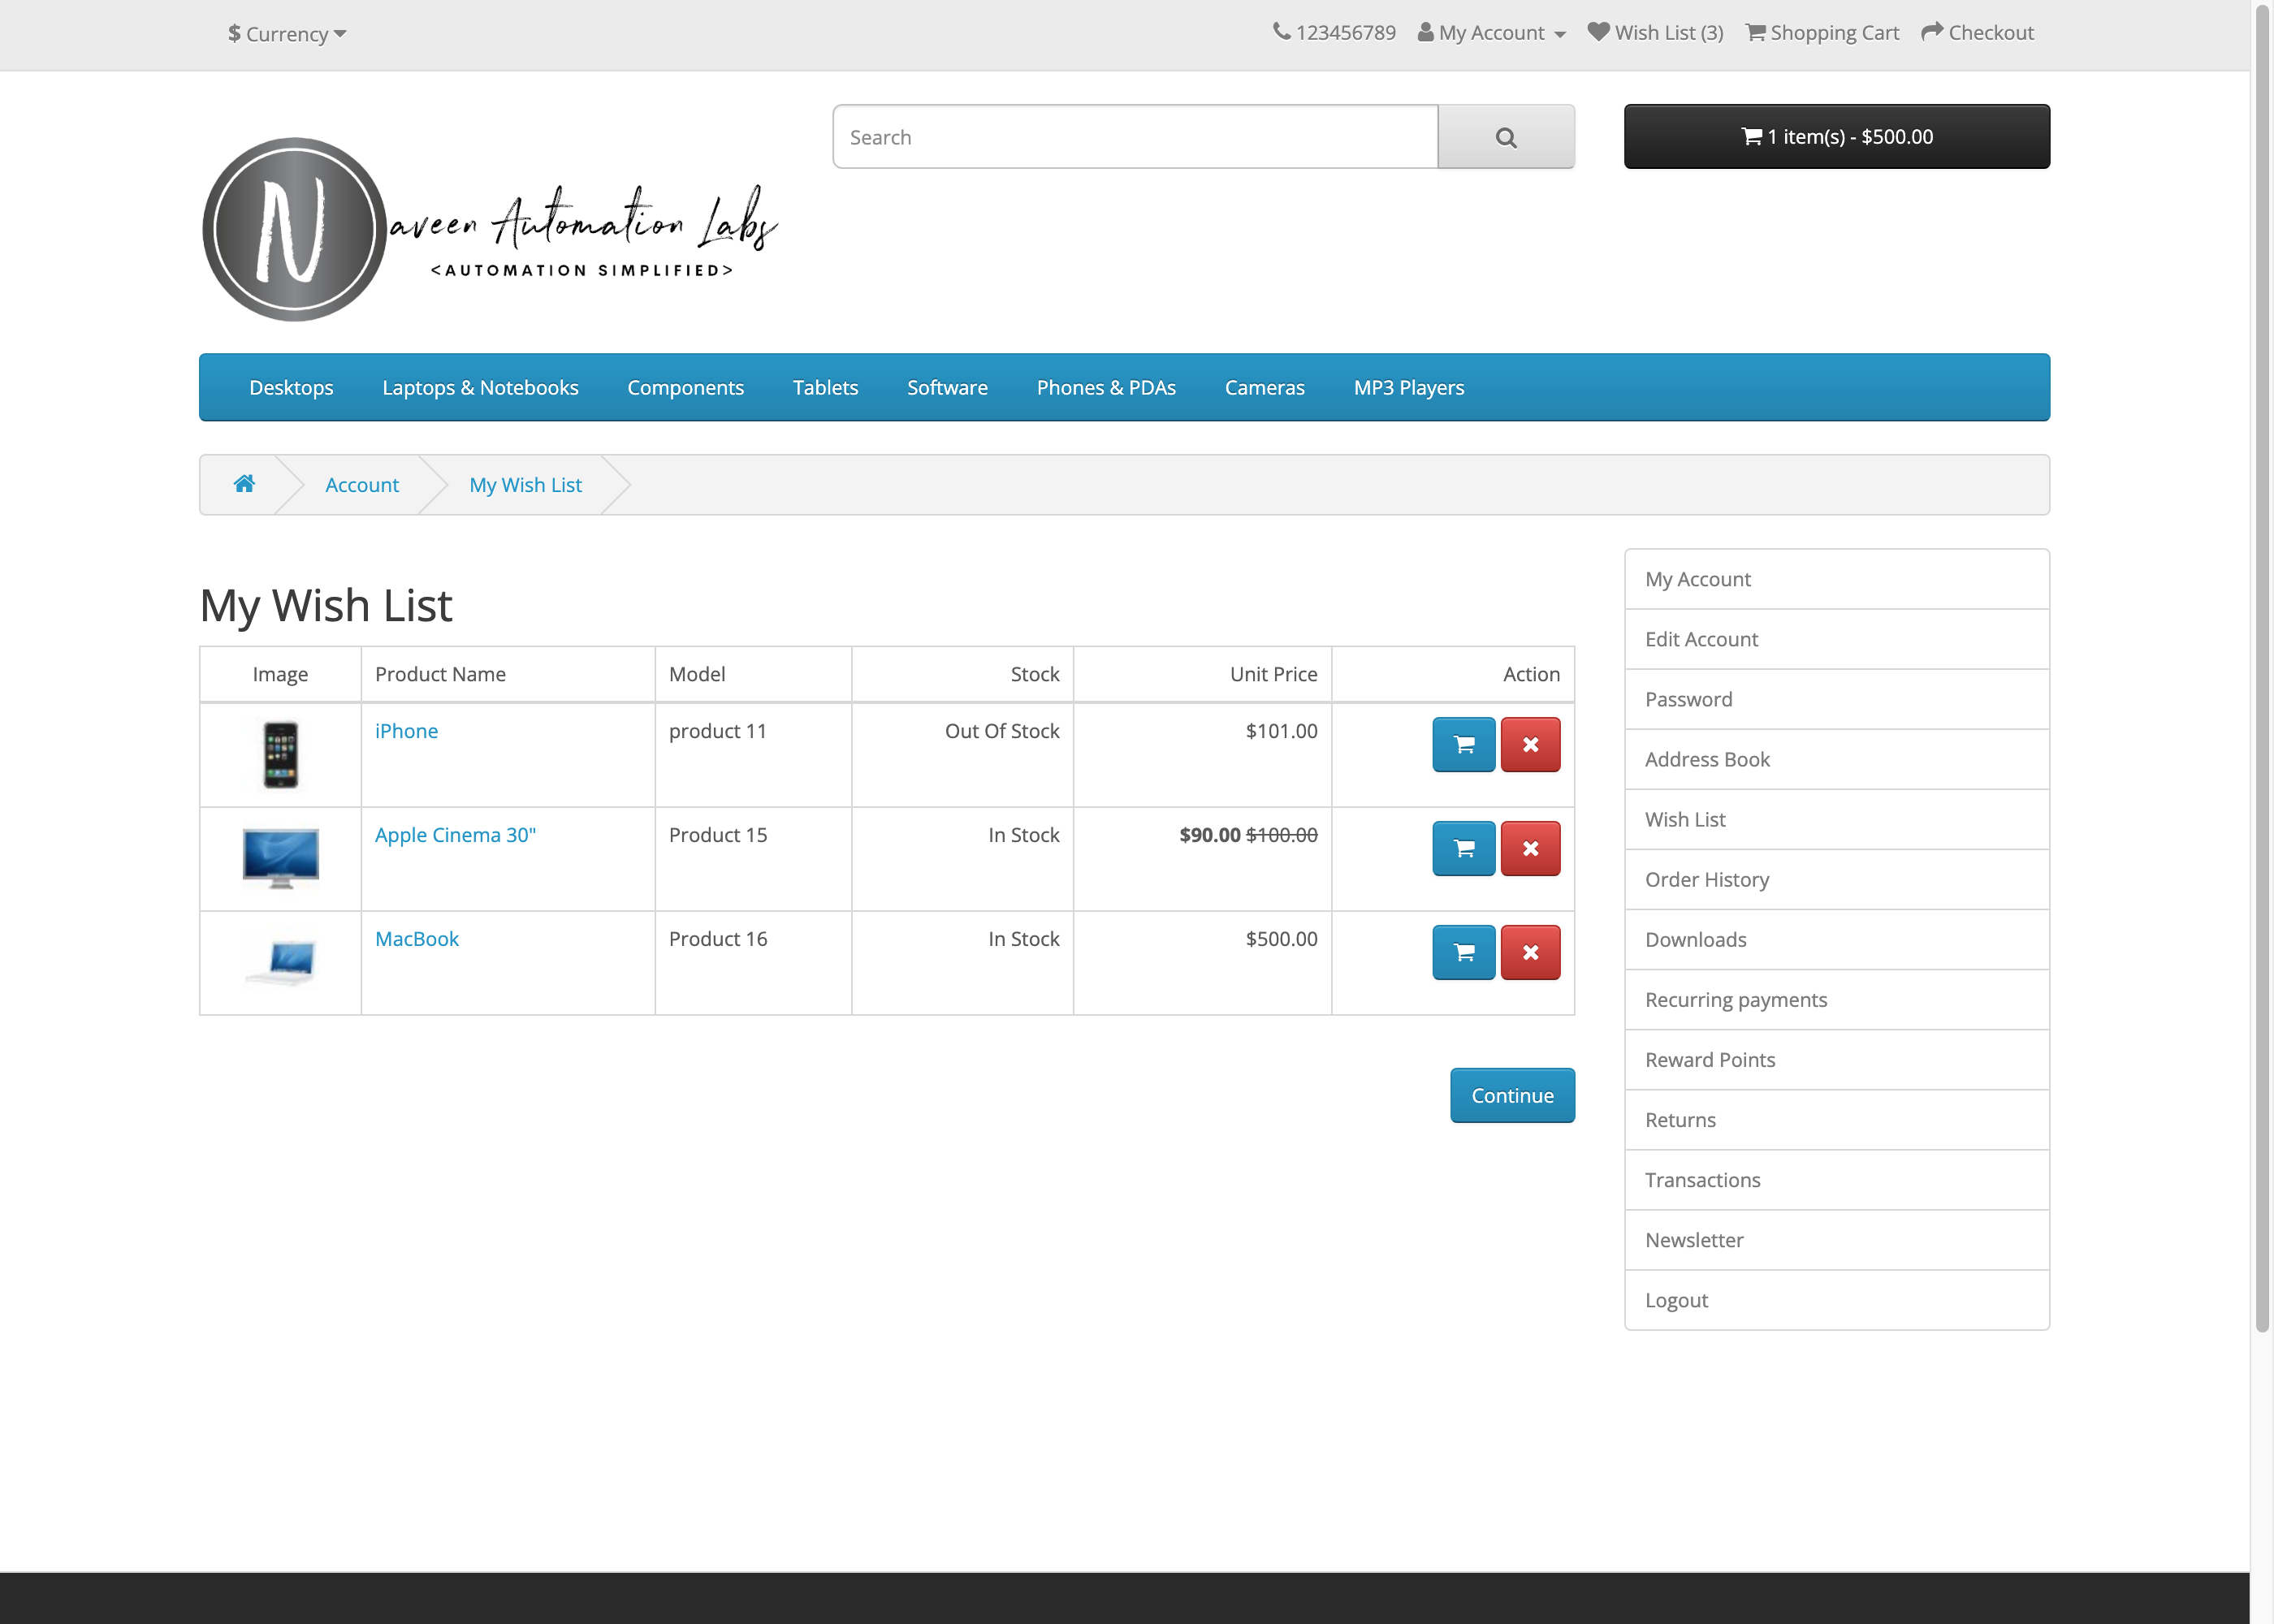 $ Currency
123456789 My Account Wish List (3) Shopping Cart Checkout
Search
1 item(s) - $500.00
N
aveen Automation Labs
<AUTOMATION SIMPLIFIED>
Desktops Laptops & Notebooks Components Tablets Software Phones & PDAs Cameras MP3 Players
Account My Wish List
My Wish List
Image Product Name Model Stock Unit Price Action
iPhone product 11 Out Of Stock $101.00
Apple Cinema 30" Product 15 In Stock $90.00 $100.00
MacBook Product 16 In Stock $500.00
Continue
My Account
Edit Account
Password
Address Book
Wish List
Order History
Downloads
Recurring payments
Reward Points
Returns
Transactions
Newsletter
Logout